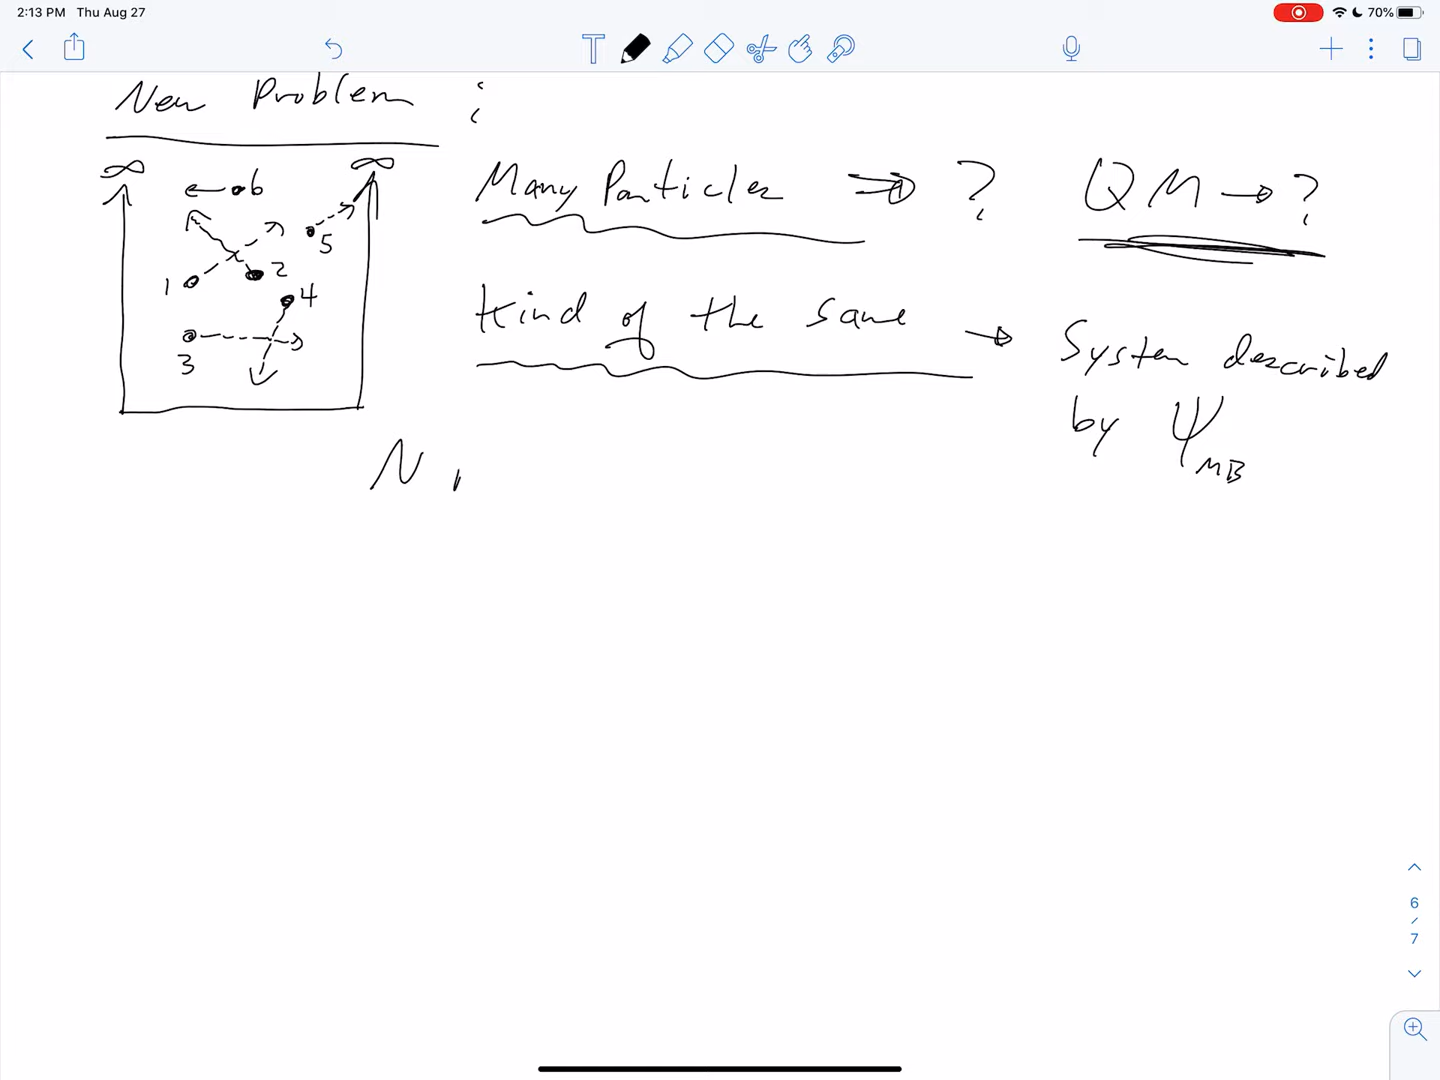 2:13 PM Thu Aug 27
70%
New Problem :
∞ ∞
Many Particles ⇒ ? QM → ?
6
5
1 2
4
3
Kind of the same → System described
by Ψ_MB
N
6
/
7